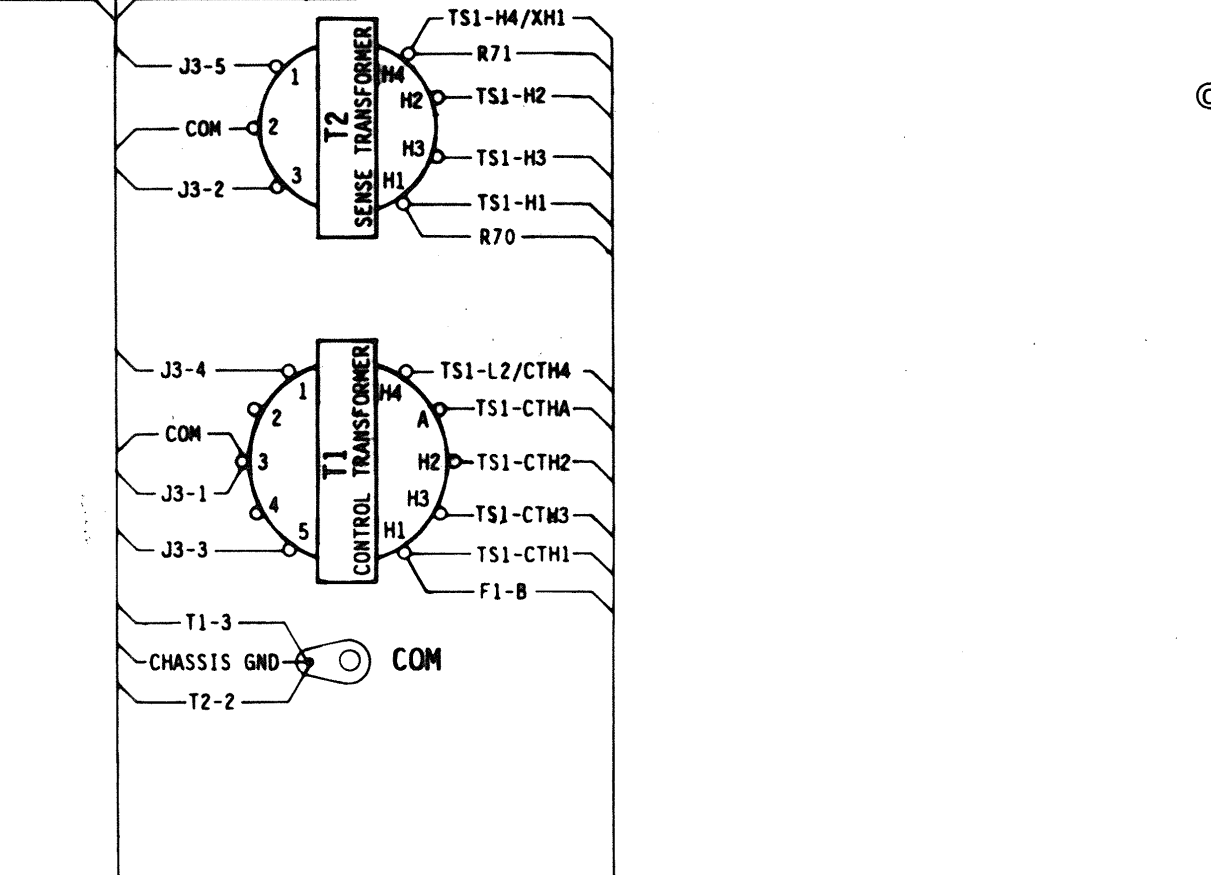 TS1-H4/XH1
J3-5
1
H4
R71
H2
TS1-H2
COM
2
T2
SENSE TRANSFORMER
H3
TS1-H3
J3-2
3
H1
TS1-H1
R70
J3-4
1
H4
TS1-L2/CTH4
2
A
TS1-CTHA
COM
3
T1
CONTROL TRANSFORMER
H2
TS1-CTH2
J3-1
4
H3
TS1-CTH3
J3-3
5
H1
TS1-CTH1
F1-B
T1-3
CHASSIS GND
COM
T2-2